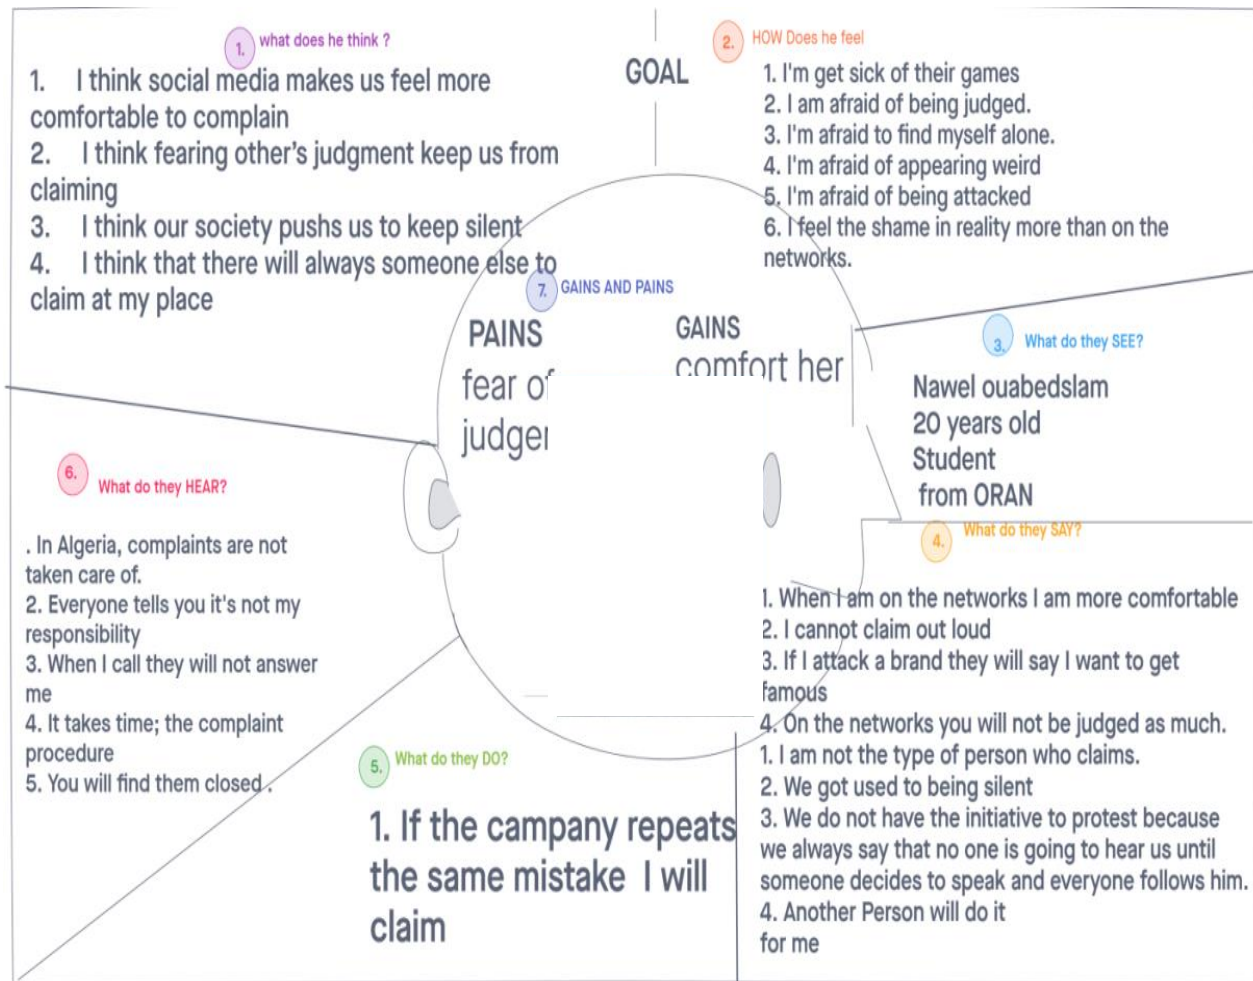 1. what does he think ?
1. I think social media makes us feel more
comfortable to complain
2. I think fearing other's judgment keep us from
claiming
3. I think our society pushes us to keep silent
4. I think that there will always someone else to
claim at my place
GOAL
2. HOW Does he feel
1. I'm get sick of their games
2. I am afraid of being judged.
3. I'm afraid to find myself alone.
4. I'm afraid of appearing weird
5. I'm afraid of being attacked
6. I feel the shame in reality more than on the
networks.
7. GAINS AND PAINS
PAINS
fear of
GAINS
comfort her
3. What do they SEE?
Nawel ouabedslam
20 years old
Student
from ORAN
4. What do they SAY?
1. When I am on the networks I am more comfortable
2. I cannot claim out loud
3. If I attack a brand they will say I want to get
famous
4. On the networks you will not be judged as much.
1. I am not the type of person who claims.
2. We got used to being silent
3. We do not have the initiative to protest because
we always say that no one is going to hear us until
someone decides to speak and everyone follows him.
4. Another Person will do it
for me
5. What do they DO?
1. If the campany repeats
the same mistake I will
claim
6. What do they HEAR?
. In Algeria, complaints are not
taken care of.
2. Everyone tells you it's not my
responsibility
3. When I call they will not answer
me
4. It takes time; the complaint
procedure
5. You will find them closed .